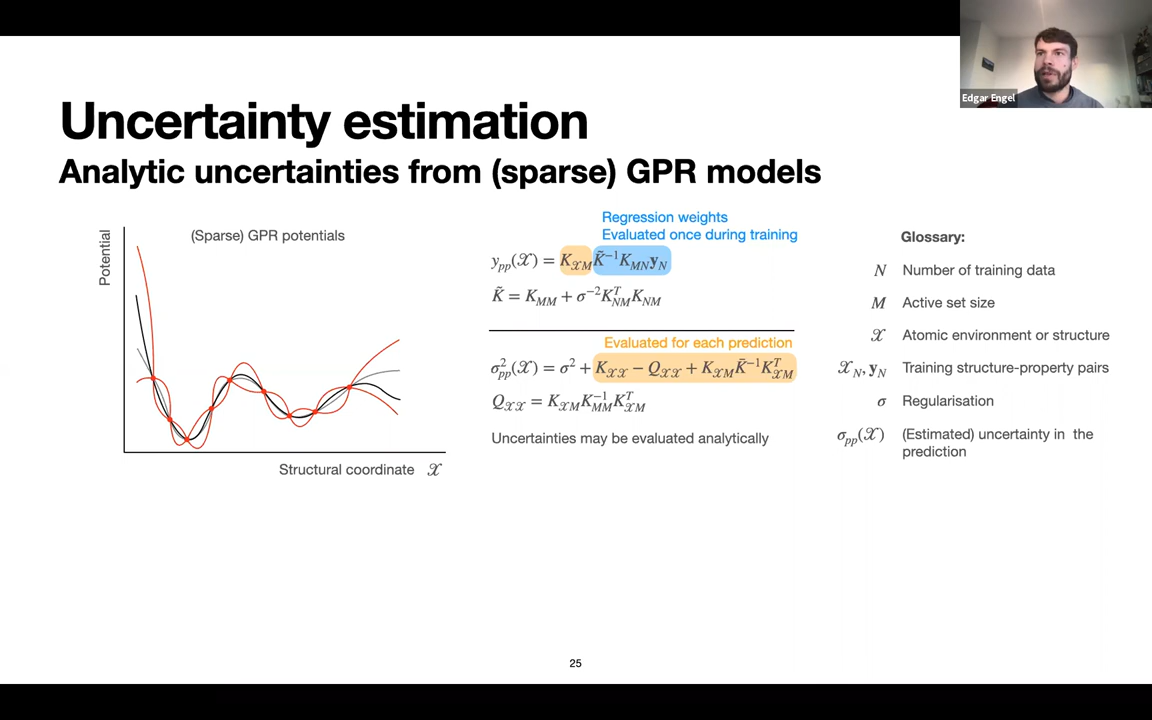 Edgar Engel
Uncertainty estimation
Analytic uncertainties from (sparse) GPR models
Potential
(Sparse) GPR potentials
Structural coordinate 𝒳
Regression weights
Evaluated once during training
y_pp(𝒳) = K_𝒳M K̃⁻¹ K_MN 𝐲_N
K̃ = K_MM + σ⁻² K_NM^T K_NM
Evaluated for each prediction
σ²_pp(𝒳) = σ² + K_𝒳𝒳 − Q_𝒳𝒳 + K_𝒳M K̃⁻¹ K_𝒳M^T
Q_𝒳𝒳 = K_𝒳M K_MM⁻¹ K_𝒳M^T
Uncertainties may be evaluated analytically
Glossary:
N Number of training data
M Active set size
𝒳 Atomic environment or structure
𝒳_N, 𝐲_N Training structure-property pairs
σ Regularisation
σ_pp(𝒳) (Estimated) uncertainty in the
prediction
25